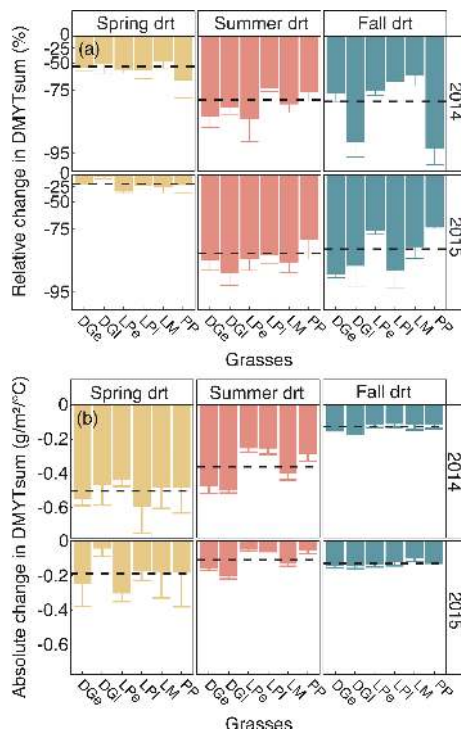 Spring drt Summer drt Fall drt
(a)
0
-25
-50
-75
-95
2014
0
-25
-75
-95
2015
Relative change in DMYTsum (%)
DGe DGl LPe LPl LM PP DGe DGl LPe LPl LM PP DGe DGl LPe LPl LM PP
Grasses
Spring drt Summer drt Fall drt
(b)
0
-0.2
-0.4
-0.6
2014
0
-0.2
-0.4
-0.6
2015
Absolute change in DMYTsum (g/m²/°C)
DGe DGl LPe LPl LM PP DGe DGl LPe LPl LM PP DGe DGl LPe LPl LM PP
Grasses